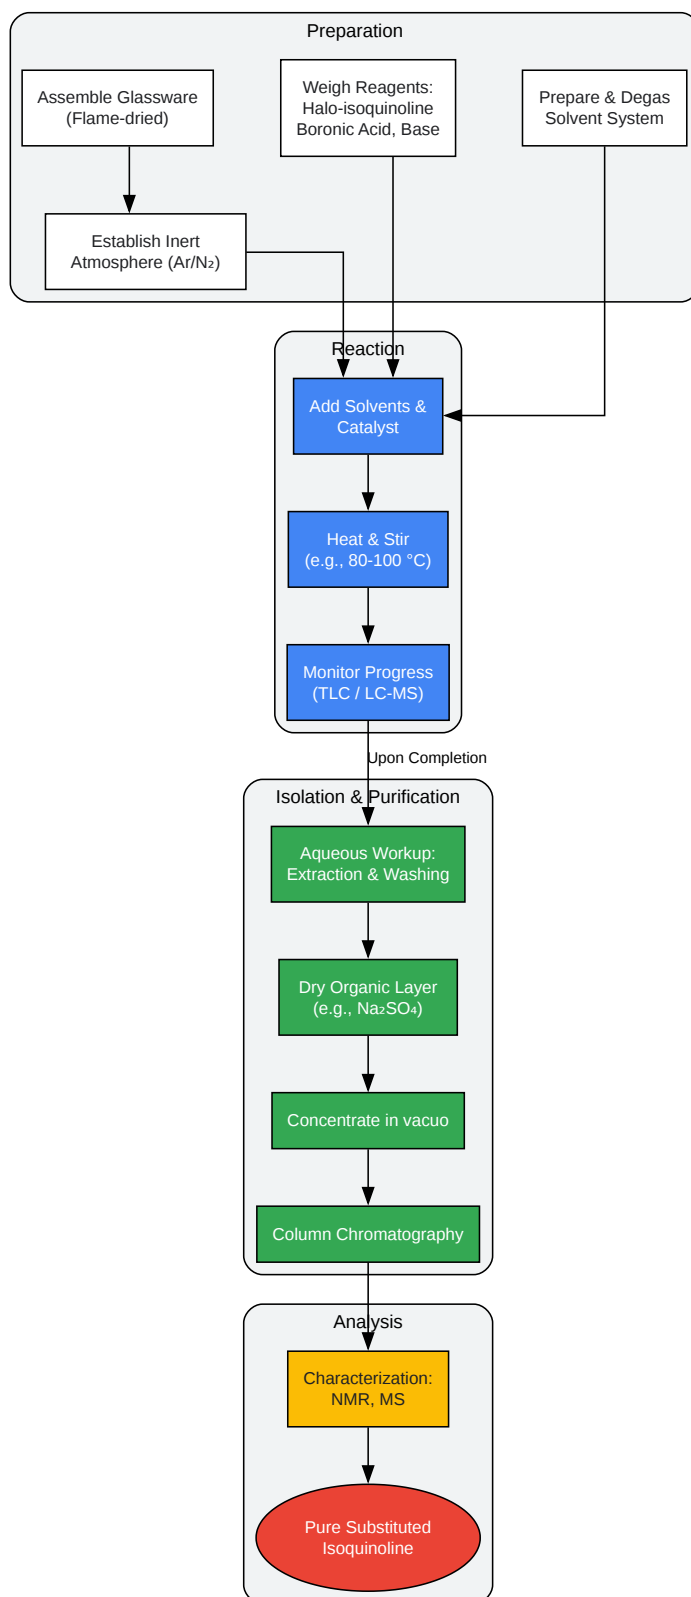 Preparation
Assemble Glassware
(Flame-dried)
Weigh Reagents:
Halo-isoquinoline
Boronic Acid, Base
Prepare & Degas
Solvent System
Establish Inert
Atmosphere (Ar/N₂)
Reaction
Add Solvents &
Catalyst
Heat & Stir
(e.g., 80-100 °C)
Monitor Progress
(TLC / LC-MS)
Upon Completion
Isolation & Purification
Aqueous Workup:
Extraction & Washing
Dry Organic Layer
(e.g., Na₂SO₄)
Concentrate in vacuo
Column Chromatography
Analysis
Characterization:
NMR, MS
Pure Substituted
Isoquinoline